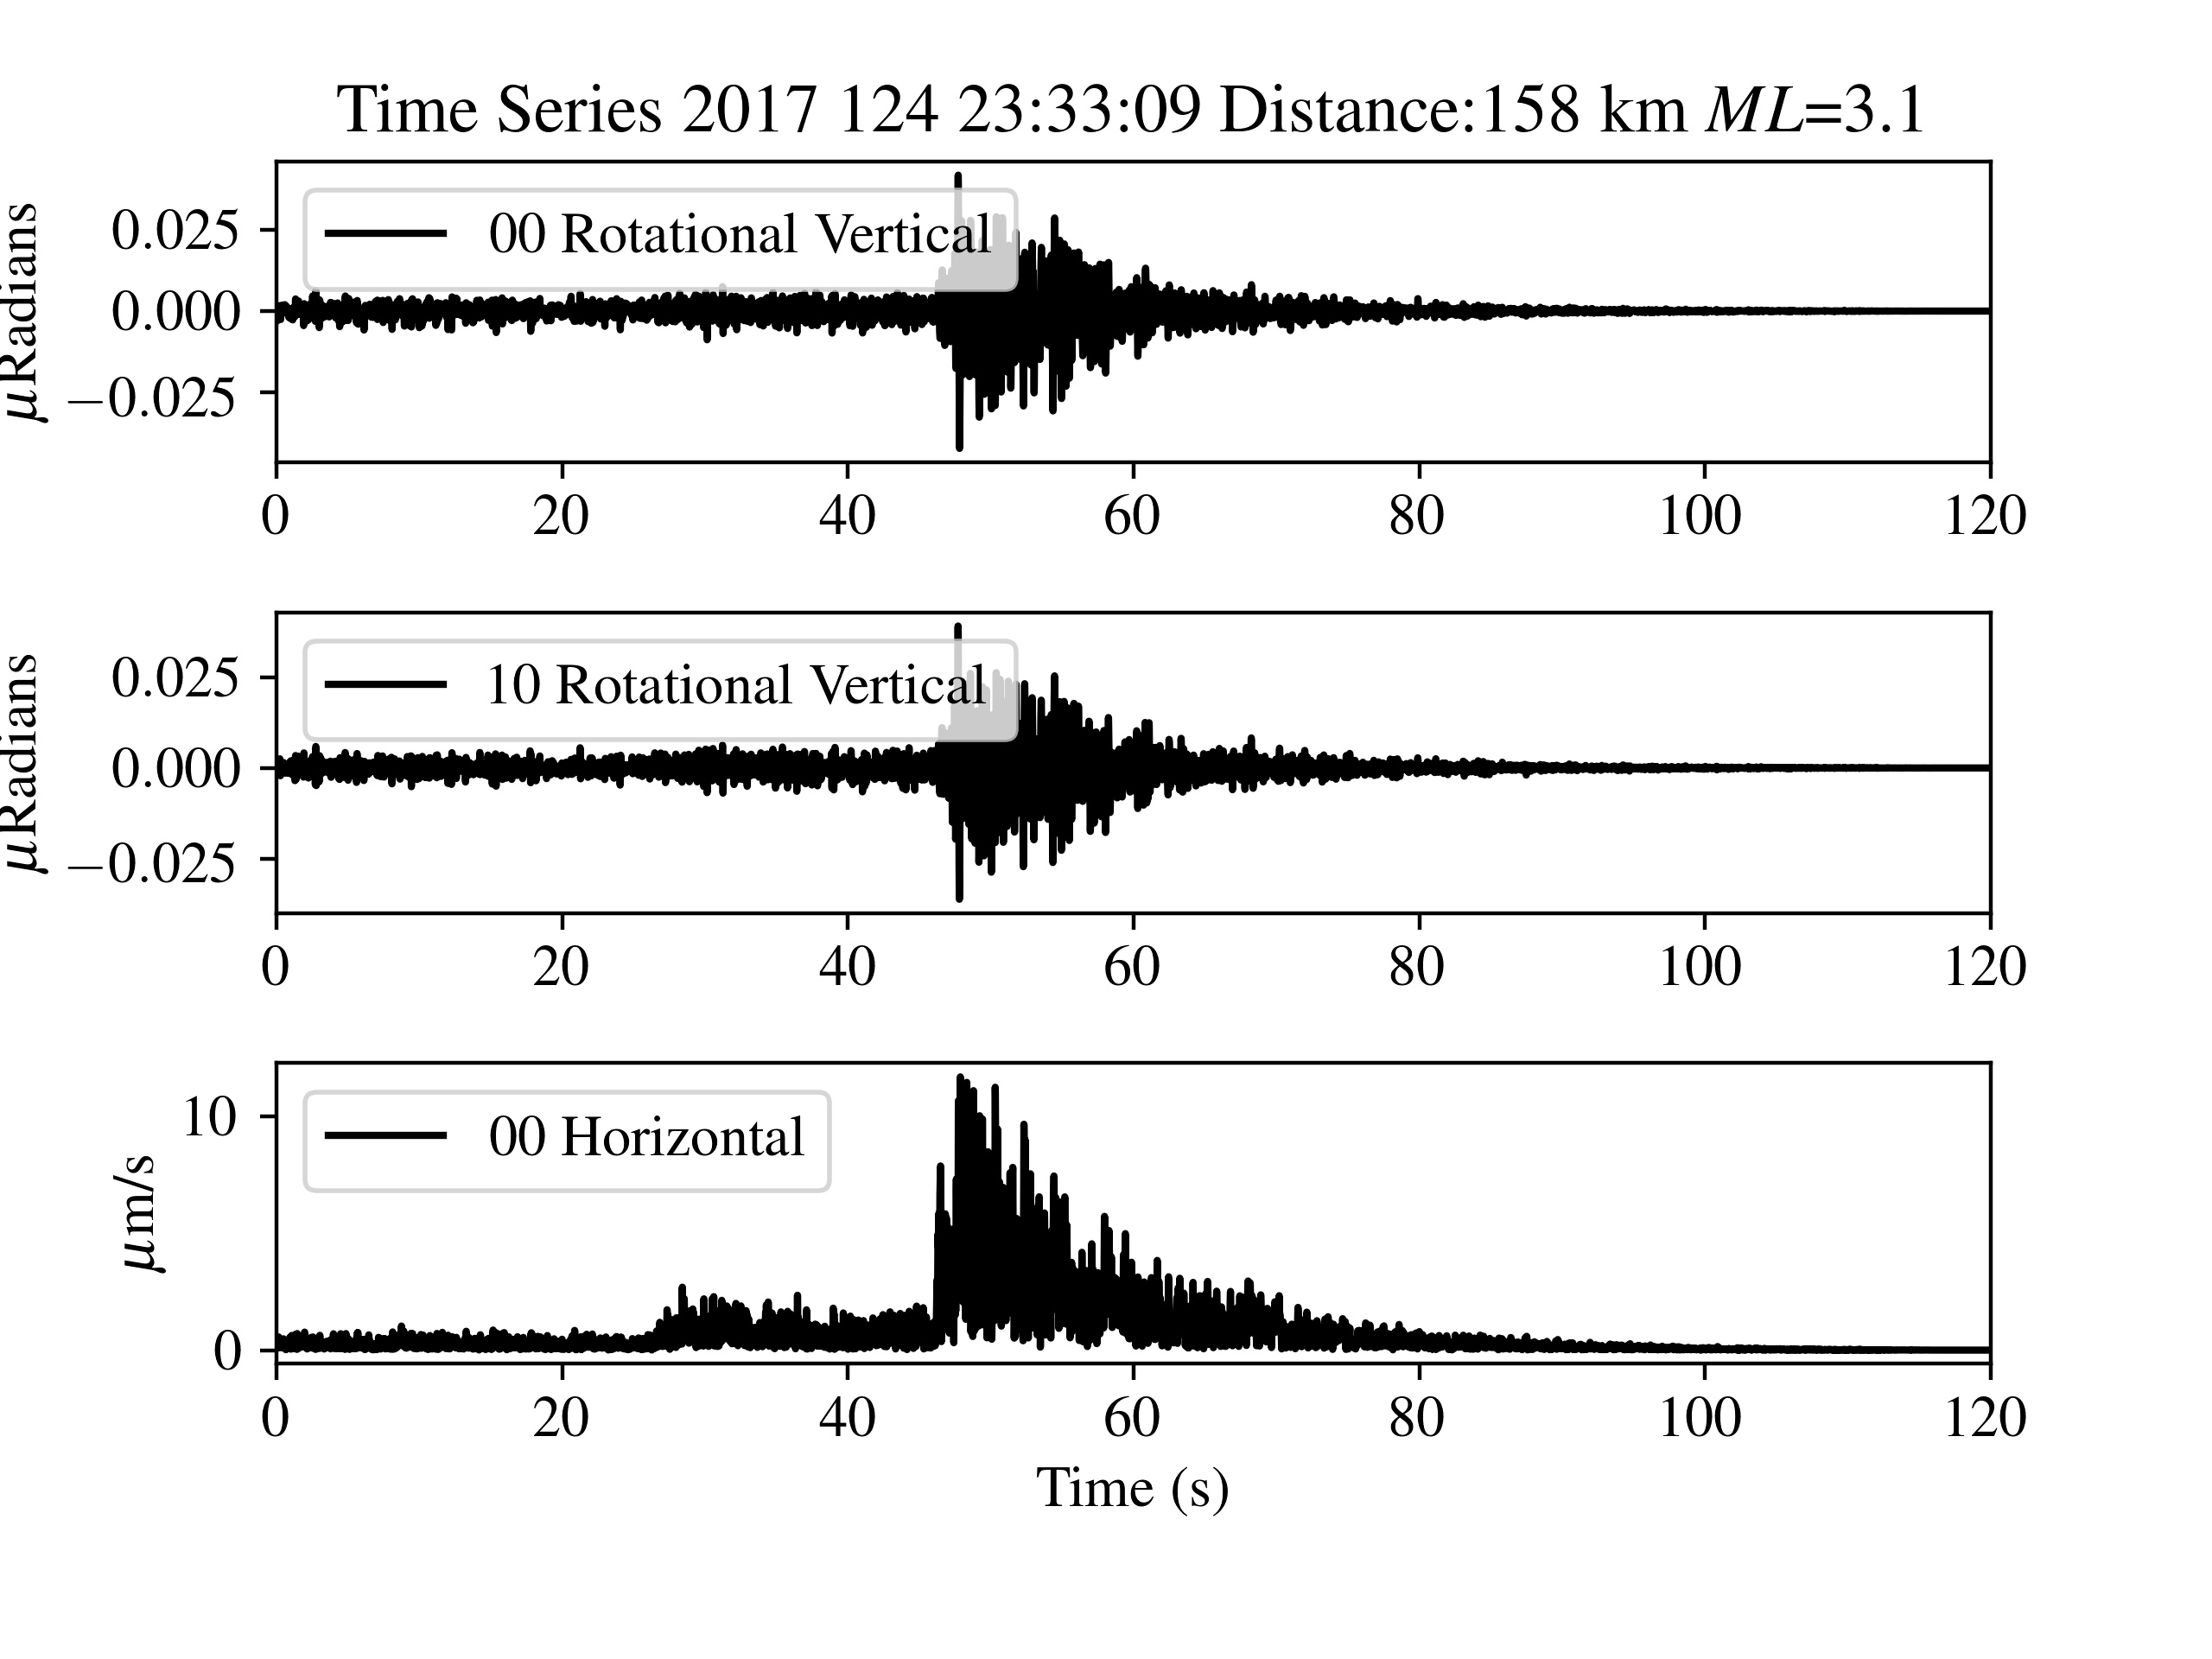 Time Series 2017 124 23:33:09 Distance:158 km ML=3.1
μRadians
0.025
0.000
−0.025
00 Rotational Vertical
0 20 40 60 80 100 120
μRadians
0.025
0.000
−0.025
10 Rotational Vertical
0 20 40 60 80 100 120
μm/s
10
0
00 Horizontal
0 20 40 60 80 100 120
Time (s)